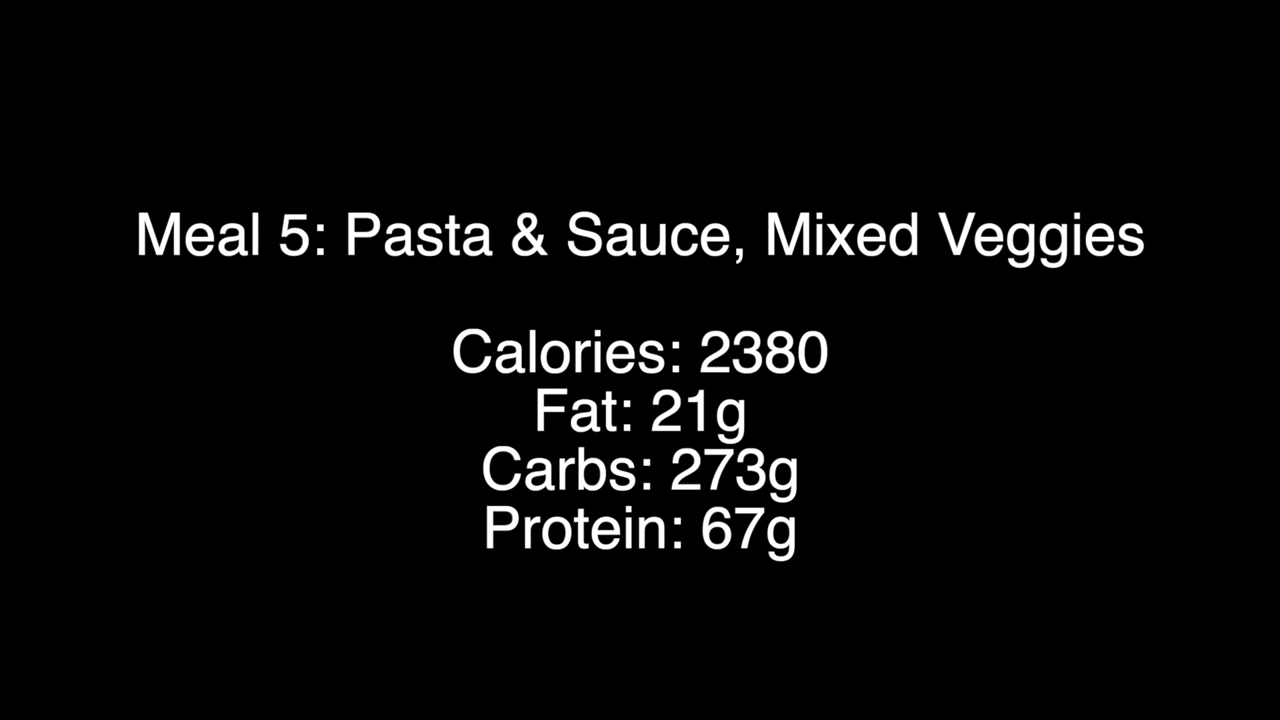 Meal 5: Pasta & Sauce, Mixed Veggies
Calories: 2380
Fat: 21g
Carbs: 273g
Protein: 67g